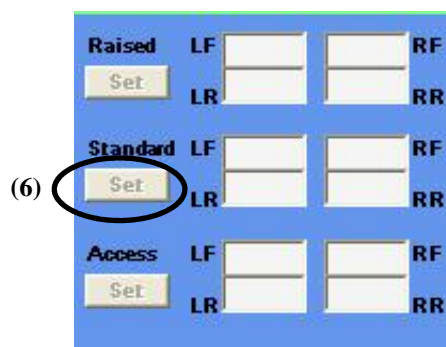 Raised LF RF
Set
LR RR
Standard LF RF
(6) Set
LR RR
Access LF RF
Set
LR RR